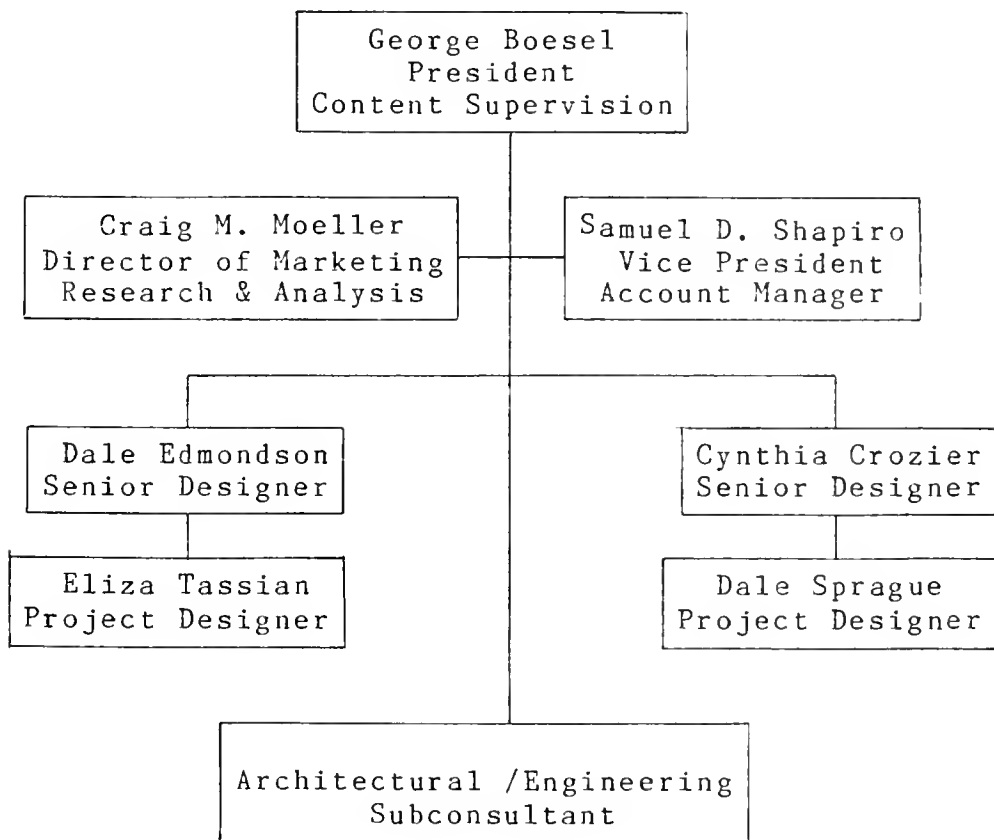 George Boesel
President
Content Supervision
Craig M. Moeller
Director of Marketing
Research & Analysis
Samuel D. Shapiro
Vice President
Account Manager
Dale Edmondson
Senior Designer
Cynthia Crozier
Senior Designer
Eliza Tassian
Project Designer
Dale Sprague
Project Designer
Architectural /Engineering
Subconsultant